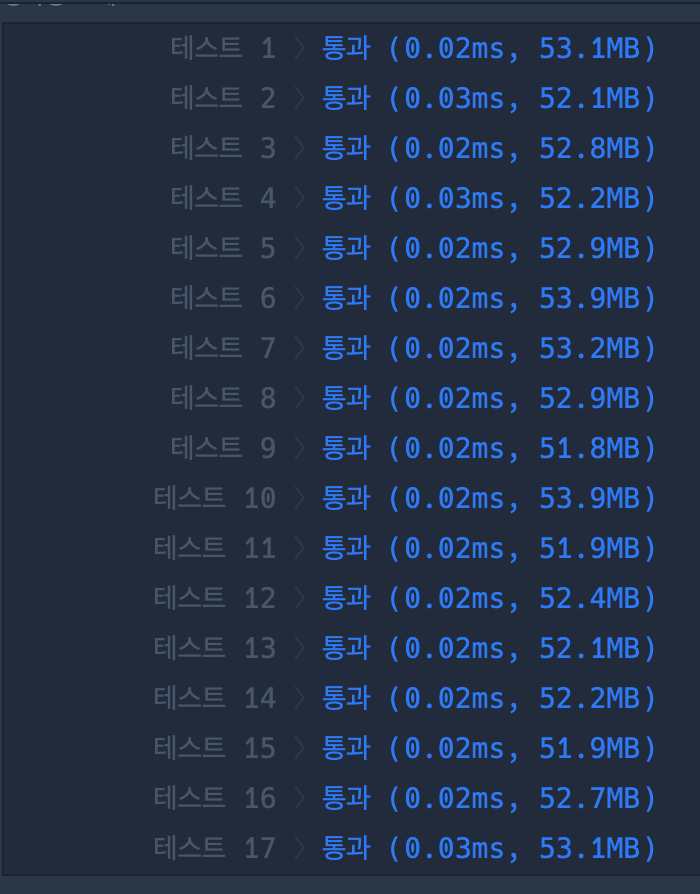 테스트 1 〉 통과 (0.02ms, 53.1MB)
테스트 2 〉 통과 (0.03ms, 52.1MB)
테스트 3 〉 통과 (0.02ms, 52.8MB)
테스트 4 〉 통과 (0.03ms, 52.2MB)
테스트 5 〉 통과 (0.02ms, 52.9MB)
테스트 6 〉 통과 (0.02ms, 53.9MB)
테스트 7 〉 통과 (0.02ms, 53.2MB)
테스트 8 〉 통과 (0.02ms, 52.9MB)
테스트 9 〉 통과 (0.02ms, 51.8MB)
테스트 10 〉 통과 (0.02ms, 53.9MB)
테스트 11 〉 통과 (0.02ms, 51.9MB)
테스트 12 〉 통과 (0.02ms, 52.4MB)
테스트 13 〉 통과 (0.02ms, 52.1MB)
테스트 14 〉 통과 (0.02ms, 52.2MB)
테스트 15 〉 통과 (0.02ms, 51.9MB)
테스트 16 〉 통과 (0.02ms, 52.7MB)
테스트 17 〉 통과 (0.03ms, 53.1MB)